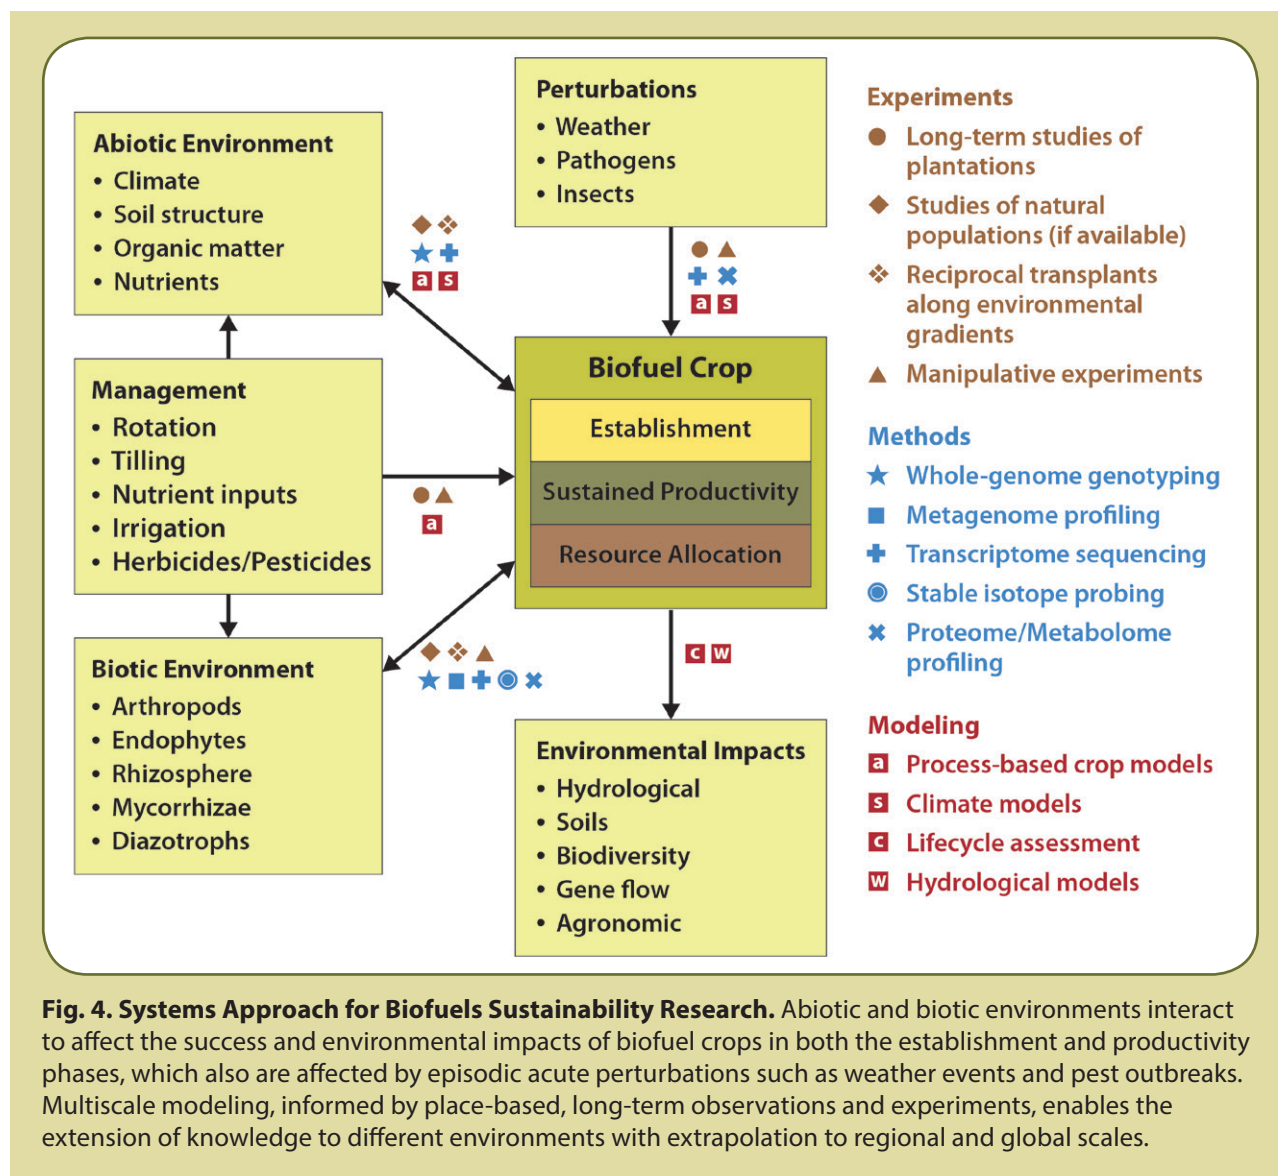 Abiotic Environment
• Climate
• Soil structure
• Organic matter
• Nutrients
Perturbations
• Weather
• Pathogens
• Insects
a s
a s
Management
• Rotation
• Tilling
• Nutrient inputs
• Irrigation
• Herbicides/Pesticides
a
Biofuel Crop
Establishment
Sustained Productivity
Resource Allocation
Biotic Environment
• Arthropods
• Endophytes
• Rhizosphere
• Mycorrhizae
• Diazotrophs
c w
Environmental Impacts
• Hydrological
• Soils
• Biodiversity
• Gene flow
• Agronomic
Experiments
Long-term studies of
plantations
Studies of natural
populations (if available)
Reciprocal transplants
along environmental
gradients
Manipulative experiments
Methods
Whole-genome genotyping
Metagenome profiling
Transcriptome sequencing
Stable isotope probing
Proteome/Metabolome
profiling
Modeling
a Process-based crop models
s Climate models
c Lifecycle assessment
w Hydrological models
Fig. 4. Systems Approach for Biofuels Sustainability Research. Abiotic and biotic environments interact
to affect the success and environmental impacts of biofuel crops in both the establishment and productivity
phases, which also are affected by episodic acute perturbations such as weather events and pest outbreaks.
Multiscale modeling, informed by place-based, long-term observations and experiments, enables the
extension of knowledge to different environments with extrapolation to regional and global scales.